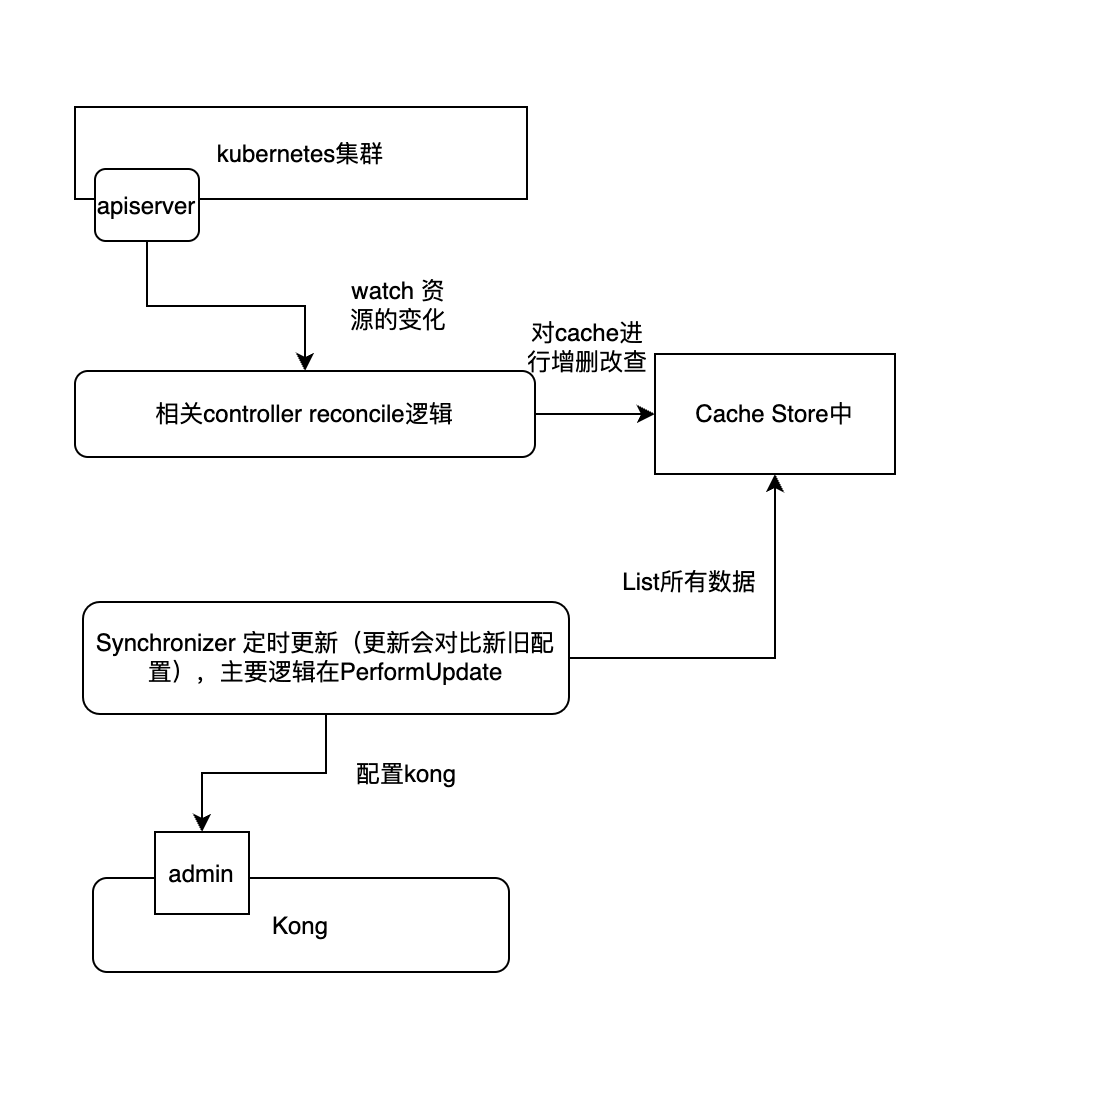 kubernetes集群
apiserver
watch 资
源的变化
对cache进
行增删改查
相关controller reconcile逻辑
Cache Store中
List所有数据
Synchronizer 定时更新（更新会对比新旧配
置），主要逻辑在PerformUpdate
配置kong
admin
Kong